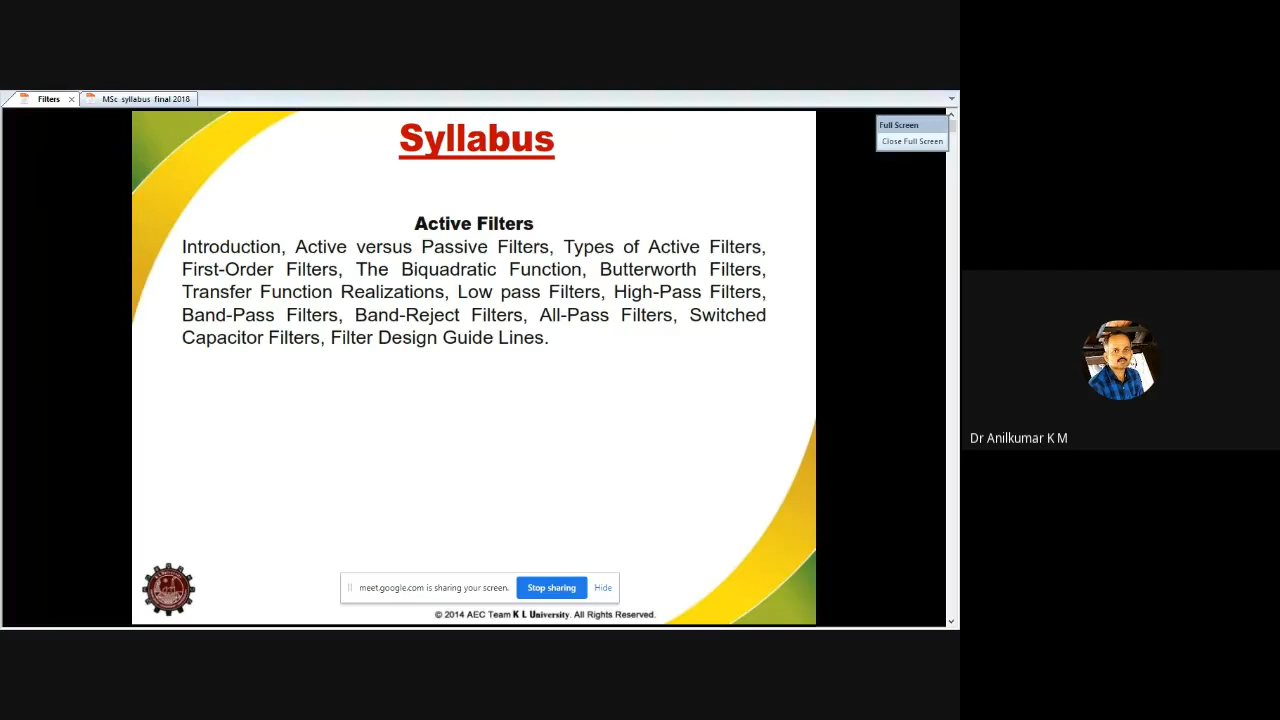 Filters
MSc syllabus final 2018
Full Screen
Close Full Screen
Syllabus
Active Filters
Introduction, Active versus Passive Filters, Types of Active Filters,
First-Order Filters, The Biquadratic Function, Butterworth Filters,
Transfer Function Realizations, Low pass Filters, High-Pass Filters,
Band-Pass Filters, Band-Reject Filters, All-Pass Filters, Switched
Capacitor Filters, Filter Design Guide Lines.
meet.google.com is sharing your screen.
Stop sharing
Hide
© 2014 AEC Team K L University. All Rights Reserved.
Dr Anilkumar K M